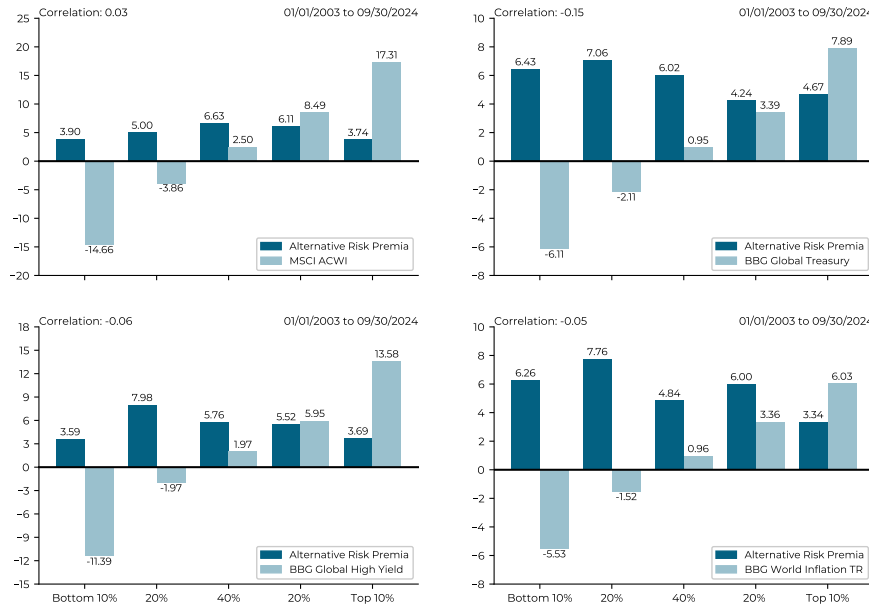 Correlation: 0.03 01/01/2003 to 09/30/2024
25
20
15
10
5
0
−5
−10
−15
−20
3.90 5.00 6.63 6.11 3.74
-14.66 -3.86 2.50 8.49 17.31
Alternative Risk Premia
MSCI ACWI
Correlation: -0.15 01/01/2003 to 09/30/2024
10
8
6
4
2
0
−2
−4
−6
−8
6.43 7.06 6.02 4.24 4.67
-6.11 -2.11 0.95 3.39 7.89
Alternative Risk Premia
BBG Global Treasury
Correlation: -0.06 01/01/2003 to 09/30/2024
18
15
12
9
6
3
0
−3
−6
−9
−12
−15
3.59 7.98 5.76 5.52 3.69
-11.39 -1.97 1.97 5.95 13.58
Alternative Risk Premia
BBG Global High Yield
Bottom 10% 20% 40% 20% Top 10%
Correlation: -0.05 01/01/2003 to 09/30/2024
10
8
6
4
2
0
−2
−4
−6
−8
6.26 7.76 4.84 6.00 3.34
-5.53 -1.52 0.96 3.36 6.03
Alternative Risk Premia
BBG World Inflation TR
Bottom 10% 20% 40% 20% Top 10%